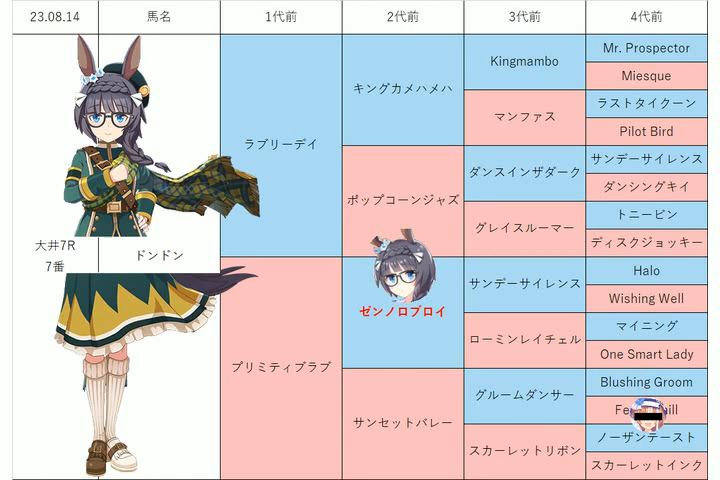 23.08.14
馬名
1代前
2代前
3代前
4代前
大井7R
7番
ドンドン
ラブリーデイ
キングカメハメハ
Kingmambo
Mr. Prospector
Miesque
マンファス
ラストタイクーン
Pilot Bird
ポップコーンジャズ
ダンスインザダーク
サンデーサイレンス
ダンシングキイ
グレイスルーマー
トニービン
ディスクジョッキー
プリミティブラブ
ゼンノロブロイ
サンデーサイレンス
Halo
Wishing Well
ローミンレイチェル
マイニング
One Smart Lady
サンセットバレー
グルームダンサー
Blushing Groom
スカーレットリボン
ノーザンテースト
スカーレットインク